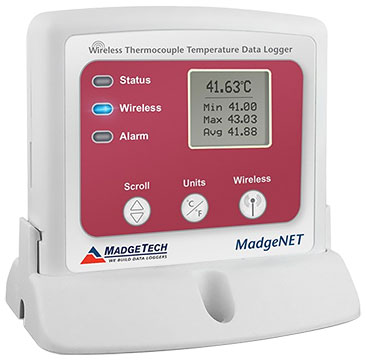 Wireless Thermocouple Temperature Data Logger
Status
Wireless
Alarm
41.63°C
Min 41.00
Max 43.03
Avg 41.88
Scroll Units Wireless
°C/°F
MADGETECH
WE BUILD DATA LOGGERS
MadgeNET